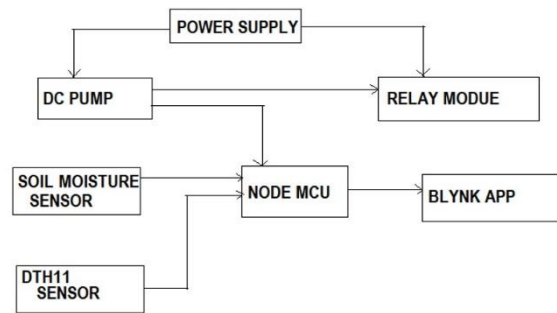 POWER SUPPLY
DC PUMP
RELAY MODUE
SOIL MOISTURE
SENSOR
NODE MCU
BLYNK APP
DTH11
SENSOR